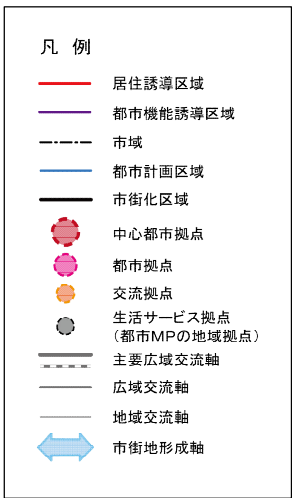 凡 例
居住誘導区域
都市機能誘導区域
市域
都市計画区域
市街化区域
中心都市拠点
都市拠点
交流拠点
生活サービス拠点
（都市MPの地域拠点）
主要広域交流軸
広域交流軸
地域交流軸
市街地形成軸